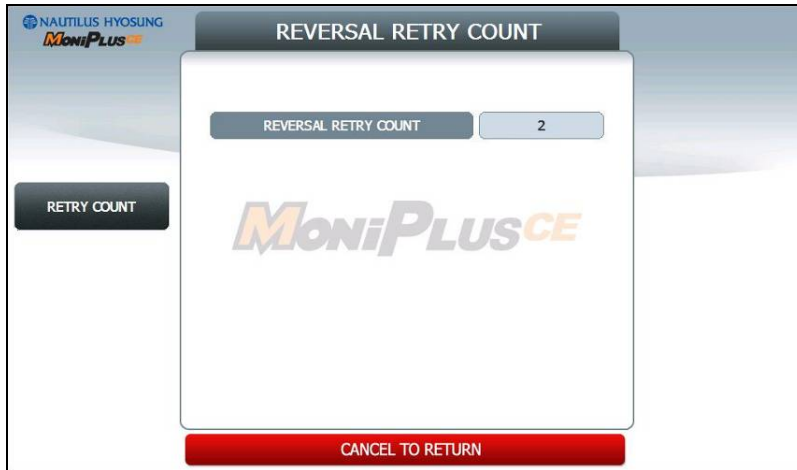 NAUTILUS HYOSUNG
MoniPlusCE
REVERSAL RETRY COUNT
REVERSAL RETRY COUNT 2
RETRY COUNT
MoniPlusCE
CANCEL TO RETURN